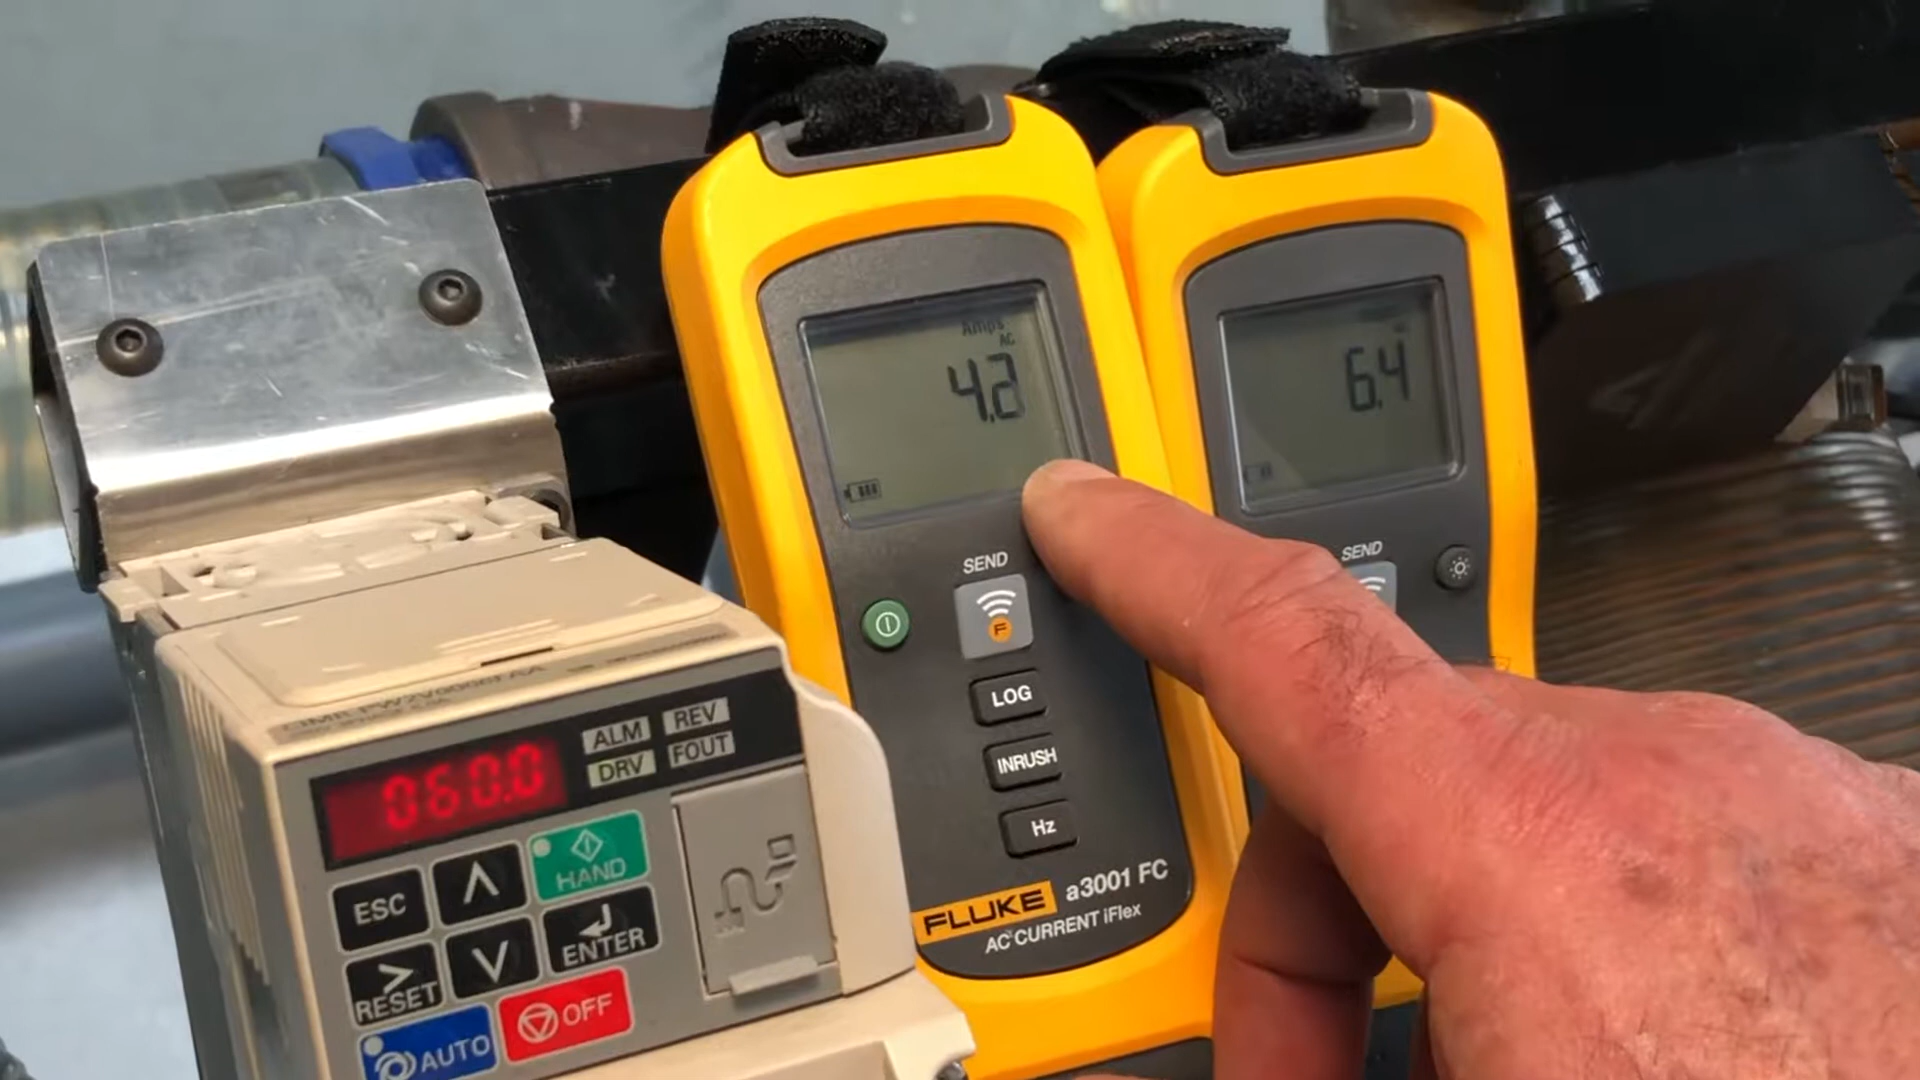 Amps
AC
4.2
SEND
F
LOG
INRUSH
Hz
FLUKE a3001 FC
AC CURRENT iFlex
6.4
SEND
060.0
ALM REV
DRV FOUT
ESC
HAND
RESET
ENTER
AUTO
OFF